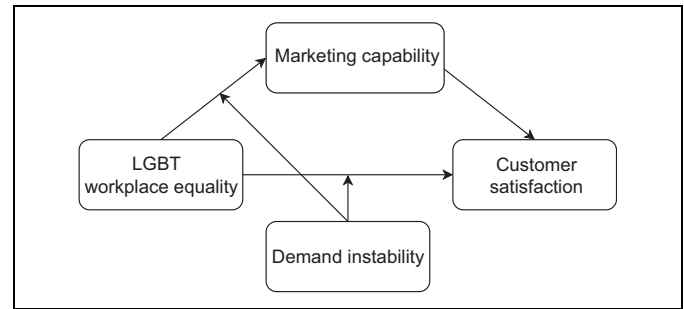 Marketing capability
LGBT
workplace equality
Customer
satisfaction
Demand instability